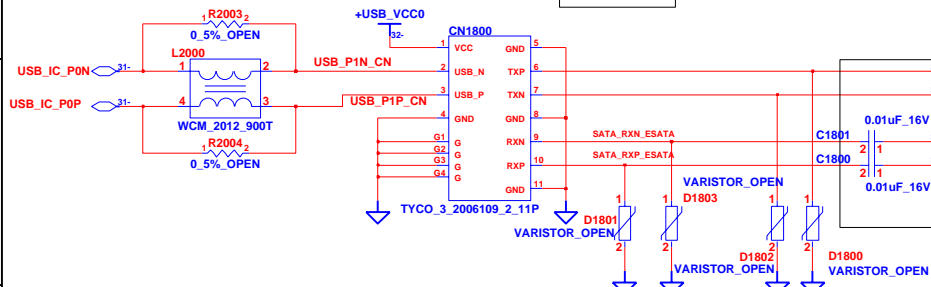 R2003
1 2
0_5%_OPEN
+USB_VCC0
32-
CN1800
L2000
USB_IC_P0N 31- 1 2 USB_P1N_CN
USB_IC_P0P 31- 4 3 USB_P1P_CN
WCM_2012_900T
R2004
1 2
0_5%_OPEN
1 VCC GND 5
2 USB_N TXP 6
3 USB_P TXN 7
4 GND GND 8
G1 G RXN 9 SATA_RXN_ESATA
G2 G
G3 G RXP 10 SATA_RXP_ESATA
G4 G
GND 11
TYCO_3_2006109_2_11P
0.01uF_16V
C1801
2 1
C1800
2 1
0.01uF_16V
VARISTOR_OPEN
1 1 D1803 1 1
D1801
VARISTOR_OPEN
2 2 2 2
D1802 D1800
VARISTOR_OPEN VARISTOR_OPEN